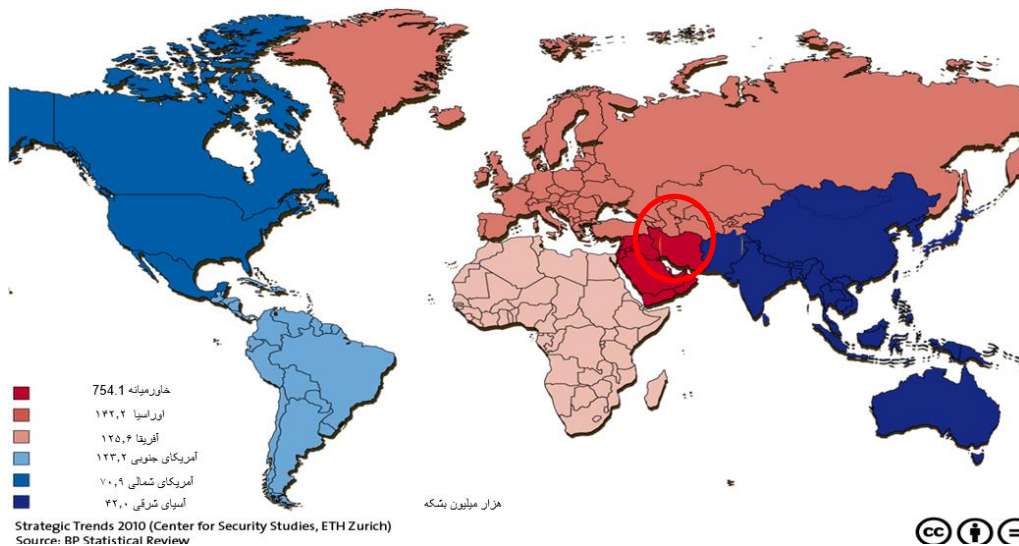 خاورمیانه 754.1
اوراسیا ۱۴۲,۲
آفریقا ۱۲۵,۶
آمریکای جنوبی ۱۲۳,۲
آمریکای شمالی ۷۰,۹
آسیای شرقی ۴۲,۰
هزار میلیون بشکه
Strategic Trends 2010 (Center for Security Studies, ETH Zurich)
Source: BP Statistical Review
cc